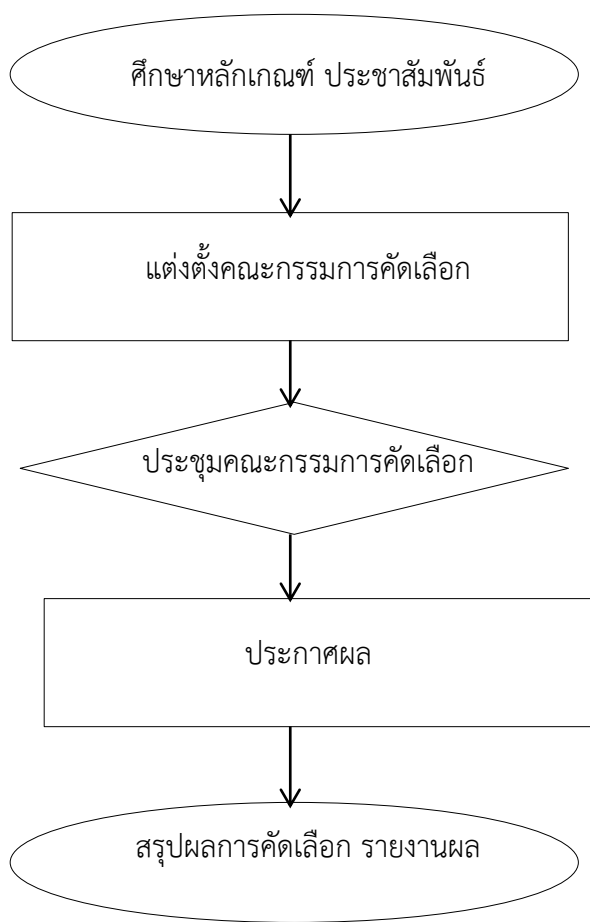 ศึกษาหลักเกณฑ์ ประชาสัมพันธ์
แต่งตั้งคณะกรรมการคัดเลือก
ประชุมคณะกรรมการคัดเลือก
ประกาศผล
สรุปผลการคัดเลือก รายงานผล